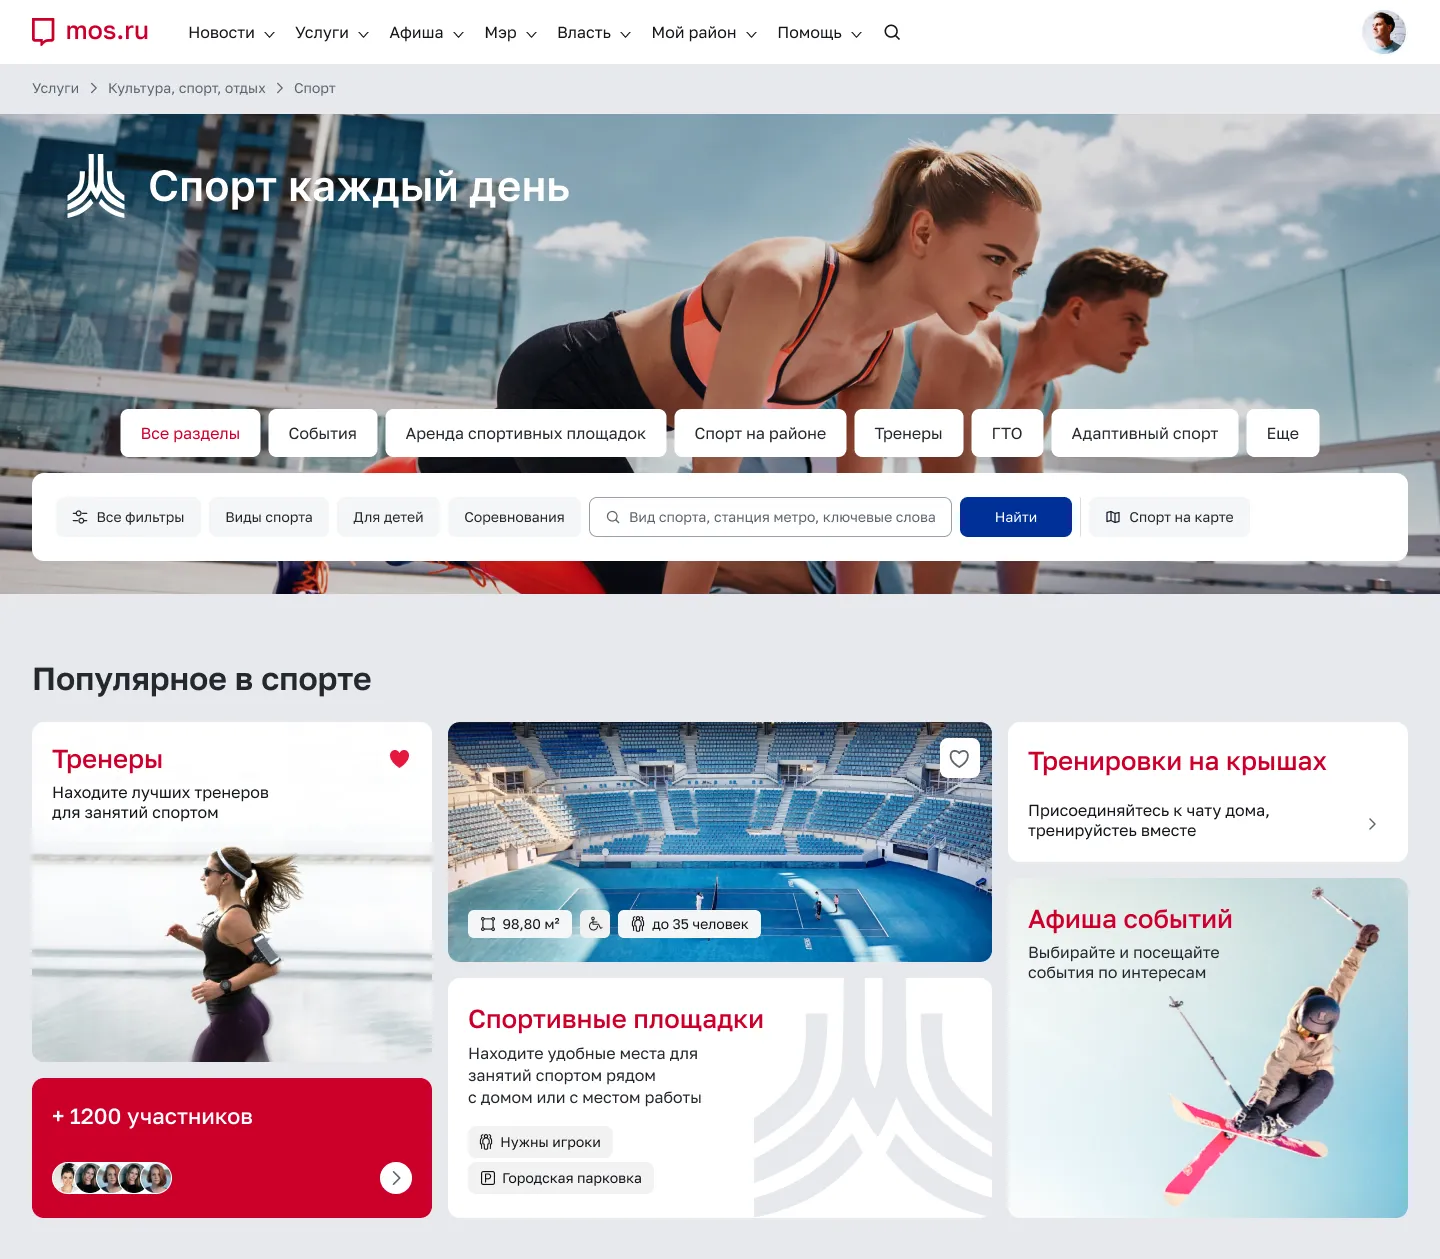 mos.ru
Новости
Услуги
Афиша
Мэр
Власть
Мой район
Помощь
Услуги
Культура, спорт, отдых
Спорт
Спорт каждый день
Все разделы
События
Аренда спортивных площадок
Спорт на районе
Тренеры
ГТО
Адаптивный спорт
Еще
Все фильтры
Виды спорта
Для детей
Соревнования
Вид спорта, станция метро, ключевые слова
Найти
Спорт на карте
Популярное в спорте
Тренеры
Находите лучших тренеров
для занятий спортом
+ 1200 участников
98,80 м²
до 35 человек
Спортивные площадки
Находите удобные места для
занятий спортом рядом
с домом или с местом работы
Нужны игроки
P Городская парковка
Тренировки на крышах
Присоединяйтесь к чату дома,
тренируйстеь вместе
Афиша событий
Выбирайте и посещайте
события по интересам